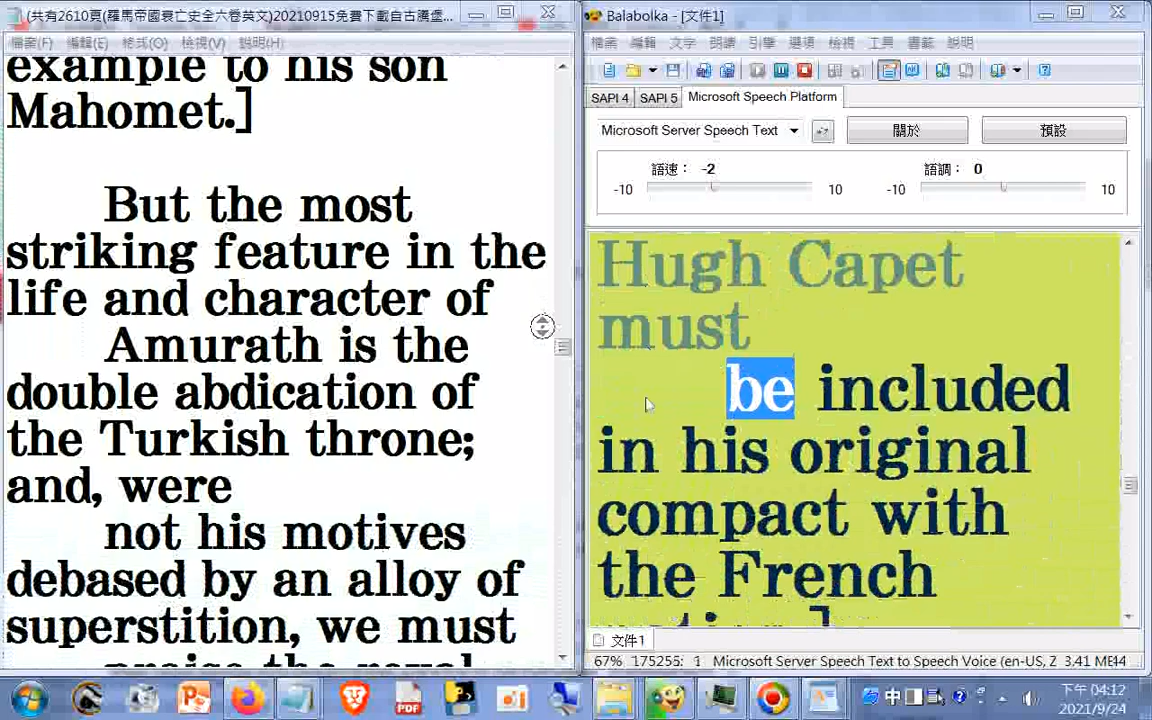 (共有2610頁(羅馬帝國衰亡史全六卷英文)20210915免費下載自古騰堡...
檔案(F) 編輯(E) 格式(O) 檢視(V) 說明(H)
example to his son
Mahomet.]
But the most
striking feature in the
life and character of
Amurath is the
double abdication of
the Turkish throne;
and, were
not his motives
debased by an alloy of
superstition, we must
praise the royal
Balabolka - [文件1]
檔案 編輯 文字 朗讀 引擎 選項 檢視 工具 書籤 說明
SAPI 4 SAPI 5 Microsoft Speech Platform
Microsoft Server Speech Text 關於 預設
語速: -2 語調: 0
-10 10 -10 10
Hugh Capet
must
be included
in his original
compact with
the French
文件1
67% 175255: 1 Microsoft Server Speech Text to Speech Voice (en-US, Z 3,41 ME44
PDF
中
下午 04:12
2021/9/24